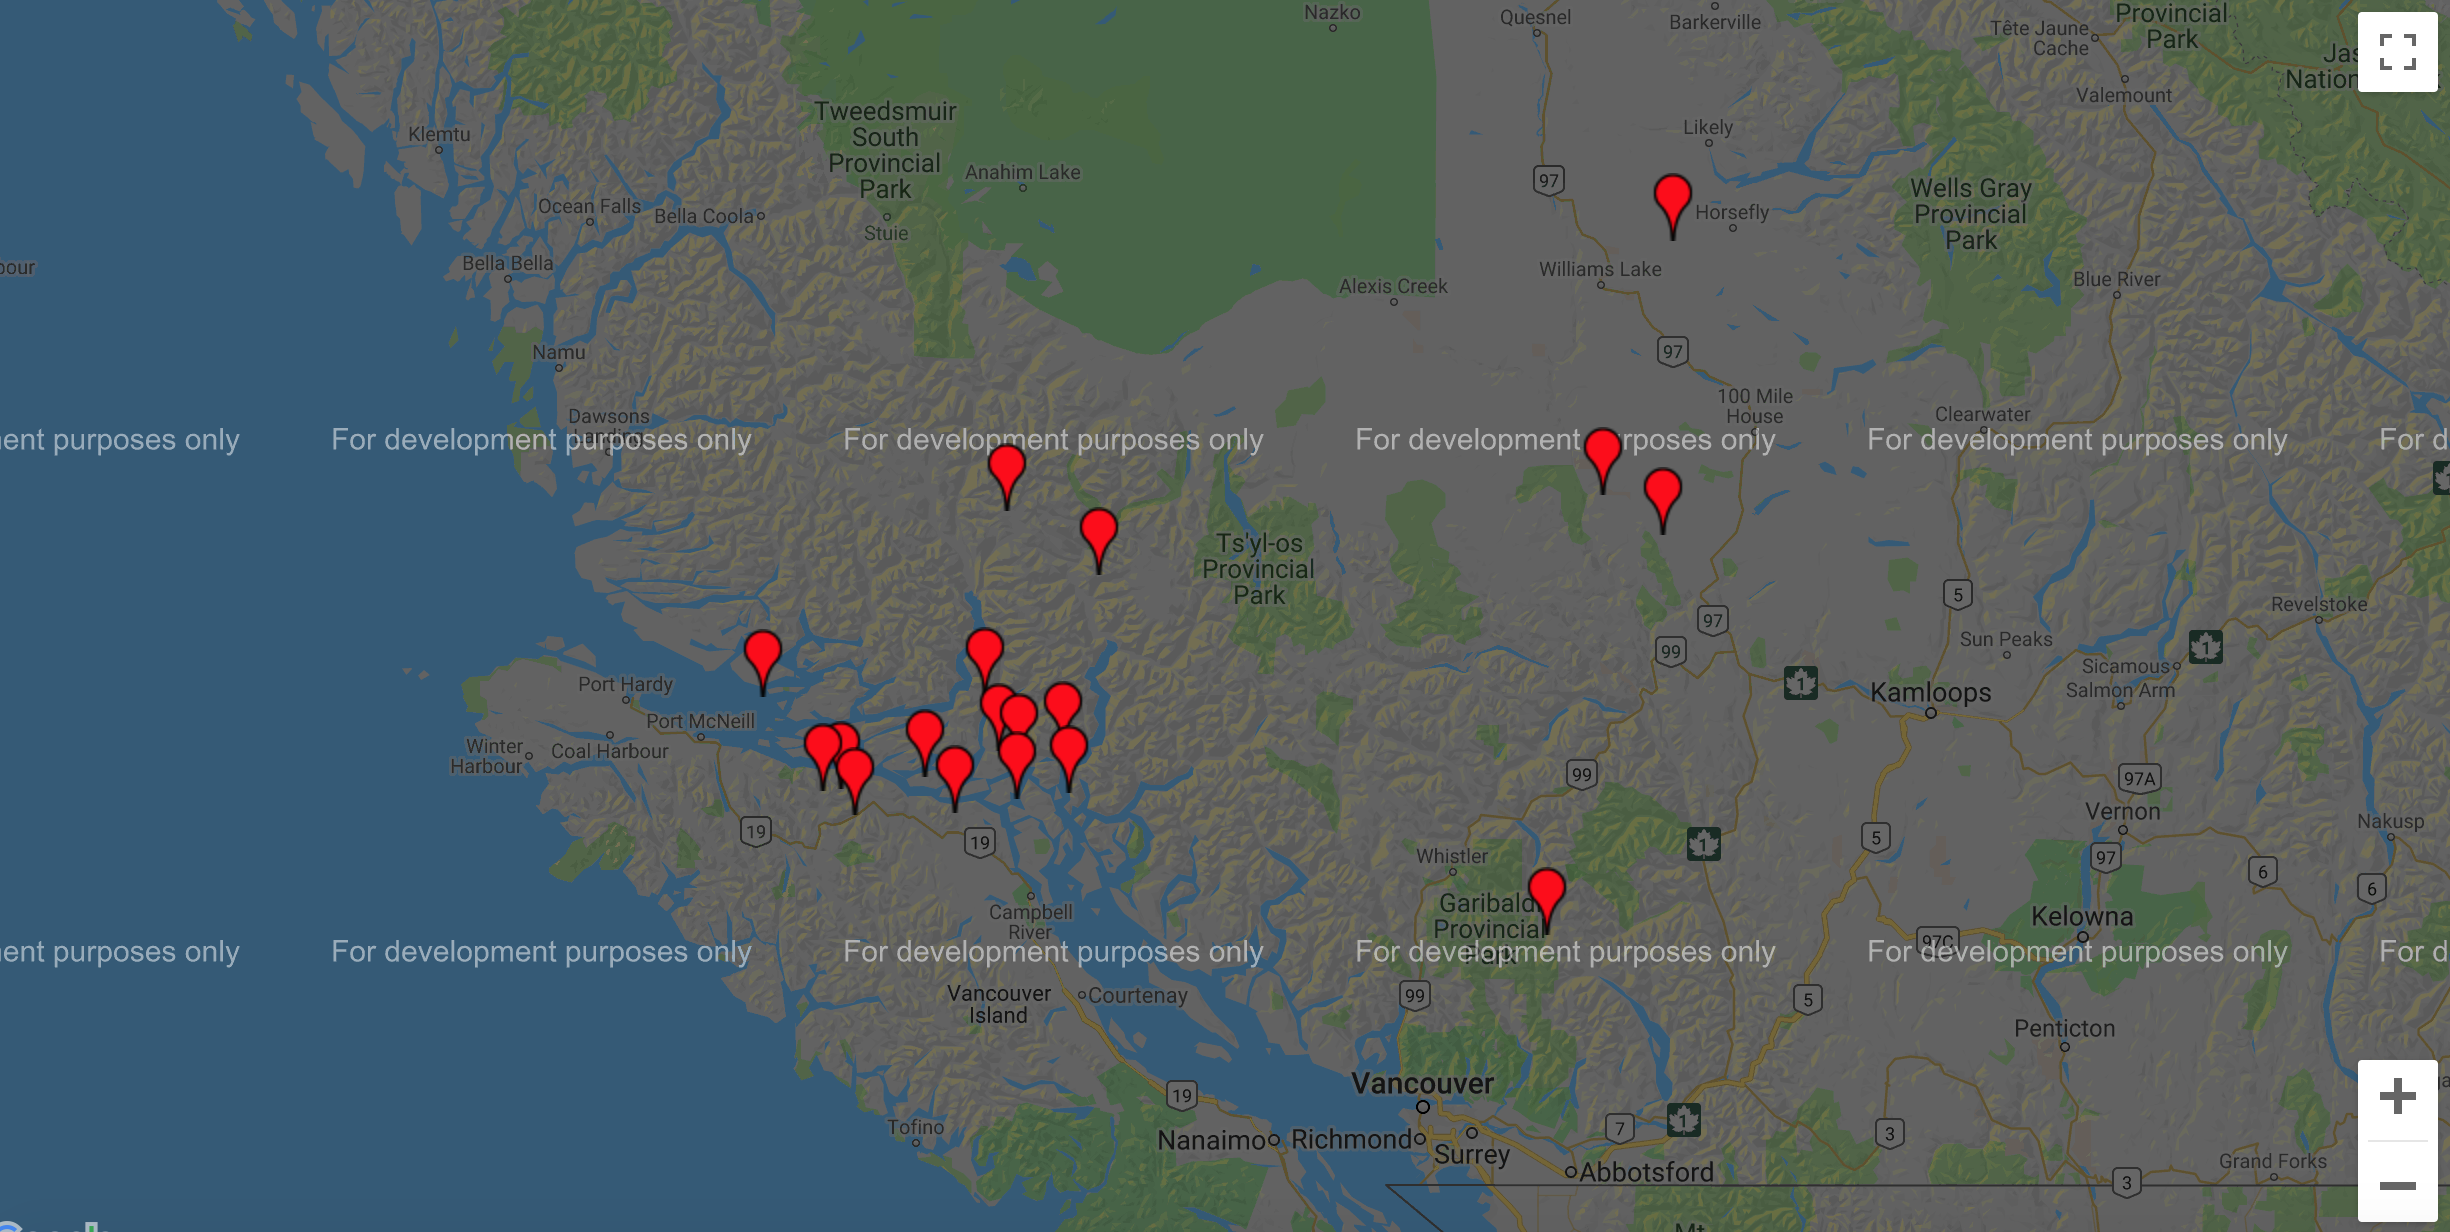 Nazko
Quesnel
Barkerville
Tête Jaune
Cache
Provincial
Park
Valemount
Klemtu
Tweedsmuir
South
Provincial
Park
Anahim Lake
Likely
97
Ocean Falls
Bella Coola
Stuie
Horsefly
Wells Gray
Provincial
Park
Bella Bella
Williams Lake
Alexis Creek
Blue River
Namu
97
100 Mile
House
Dawsons
Landing
Clearwater
ent purposes only
For development purposes only
For development purposes only
For development purposes only
For development purposes only
For d
Ts'yl-os
Provincial
Park
5
Revelstoke
97
99
Sun Peaks
1
Sicamous
Salmon Arm
1
Kamloops
Port Hardy
Port McNeill
Coal Harbour
Winter
Harbour
99
97A
Vernon
19
19
Whistler
1
5
97
Nakusp
6
6
Campbell
River
Garibaldi
Provincial
Park
Kelowna
97C
ent purposes only
For development purposes only
For development purposes only
For development purposes only
For development purposes only
For d
Vancouver
Island
Courtenay
99
5
Penticton
Vancouver
19
Tofino
Nanaimo
Richmond
Surrey
7
1
Abbotsford
3
Grand Forks
3